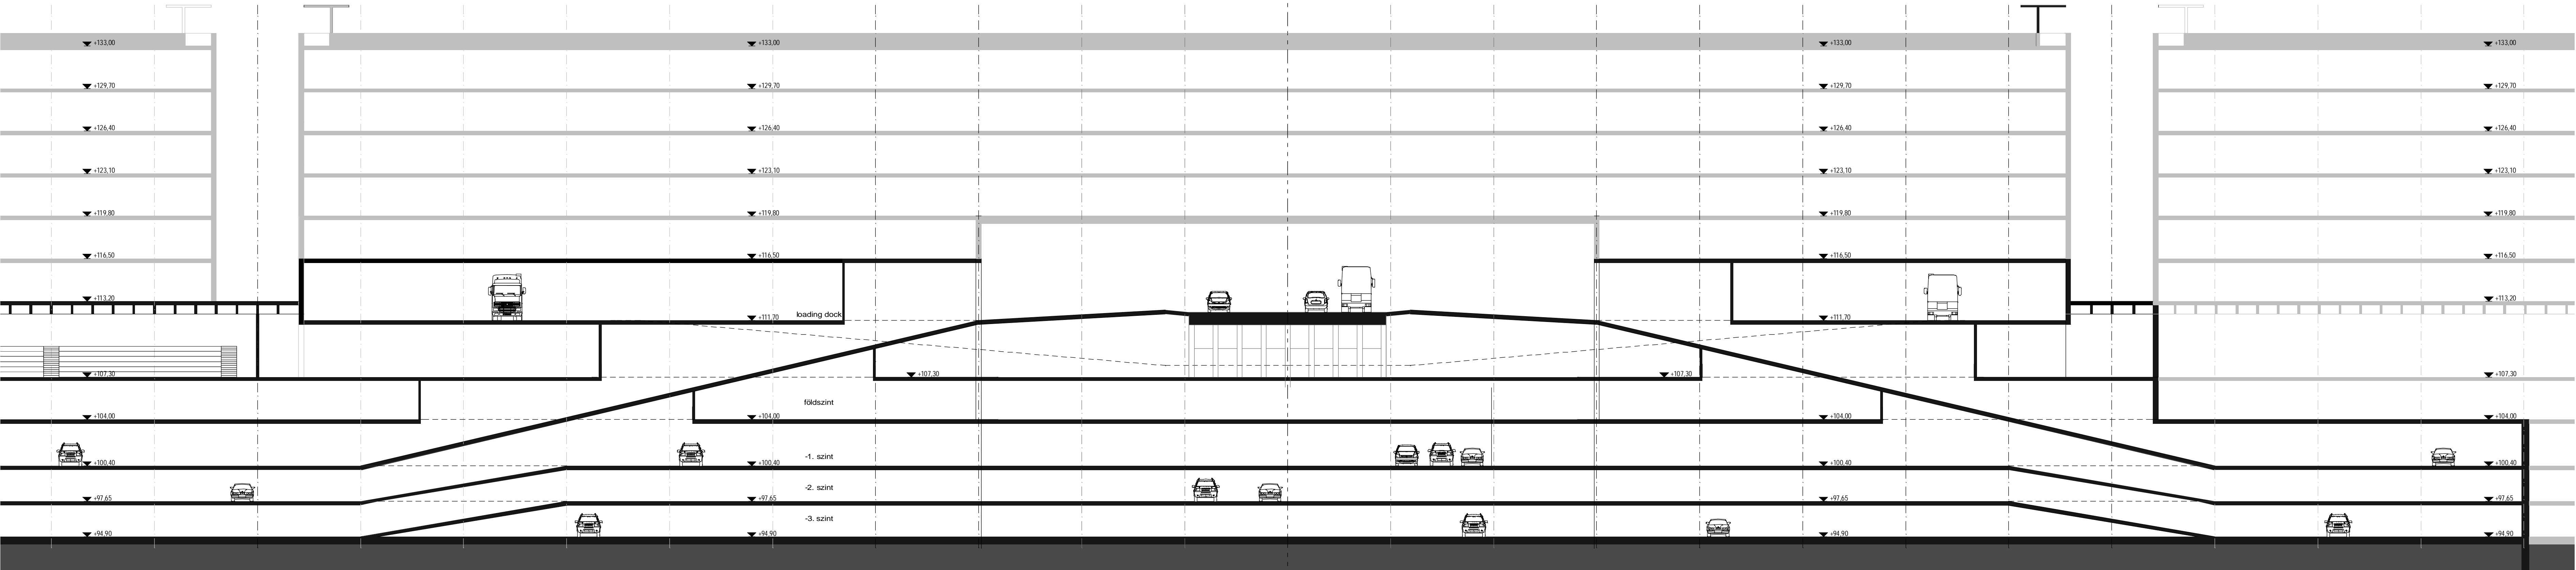 +133,00 +133,00 +133,00 +133,00
+129,70 +129,70 +129,70 +129,70
+126,40 +126,40 +126,40 +126,40
+123,10 +123,10 +123,10 +123,10
+119,80 +119,80 +119,80 +119,80
+116,50 +116,50 +116,50 +116,50
+113,20 +113,20
loading dock
+111,70 +111,70
+107,30 +107,30 +107,30 +107,30
földszint
+104,00 +104,00 +104,00 +104,00
-1. szint
+100,40 +100,40 +100,40 +100,40
-2. szint
+97,65 +97,65 +97,65 +97,65
-3. szint
+94,90 +94,90 +94,90 +94,90